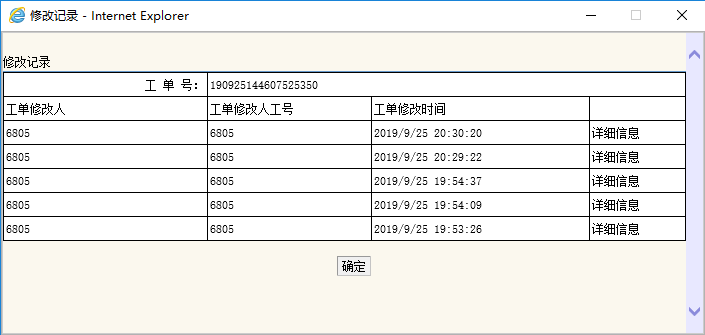 修改记录 - Internet Explorer
修改记录
工 单 号: 190925144607525350
工单修改人 工单修改人工号 工单修改时间
6805 6805 2019/9/25 20:30:20 详细信息
6805 6805 2019/9/25 20:29:22 详细信息
6805 6805 2019/9/25 19:54:37 详细信息
6805 6805 2019/9/25 19:54:09 详细信息
6805 6805 2019/9/25 19:53:26 详细信息
确定